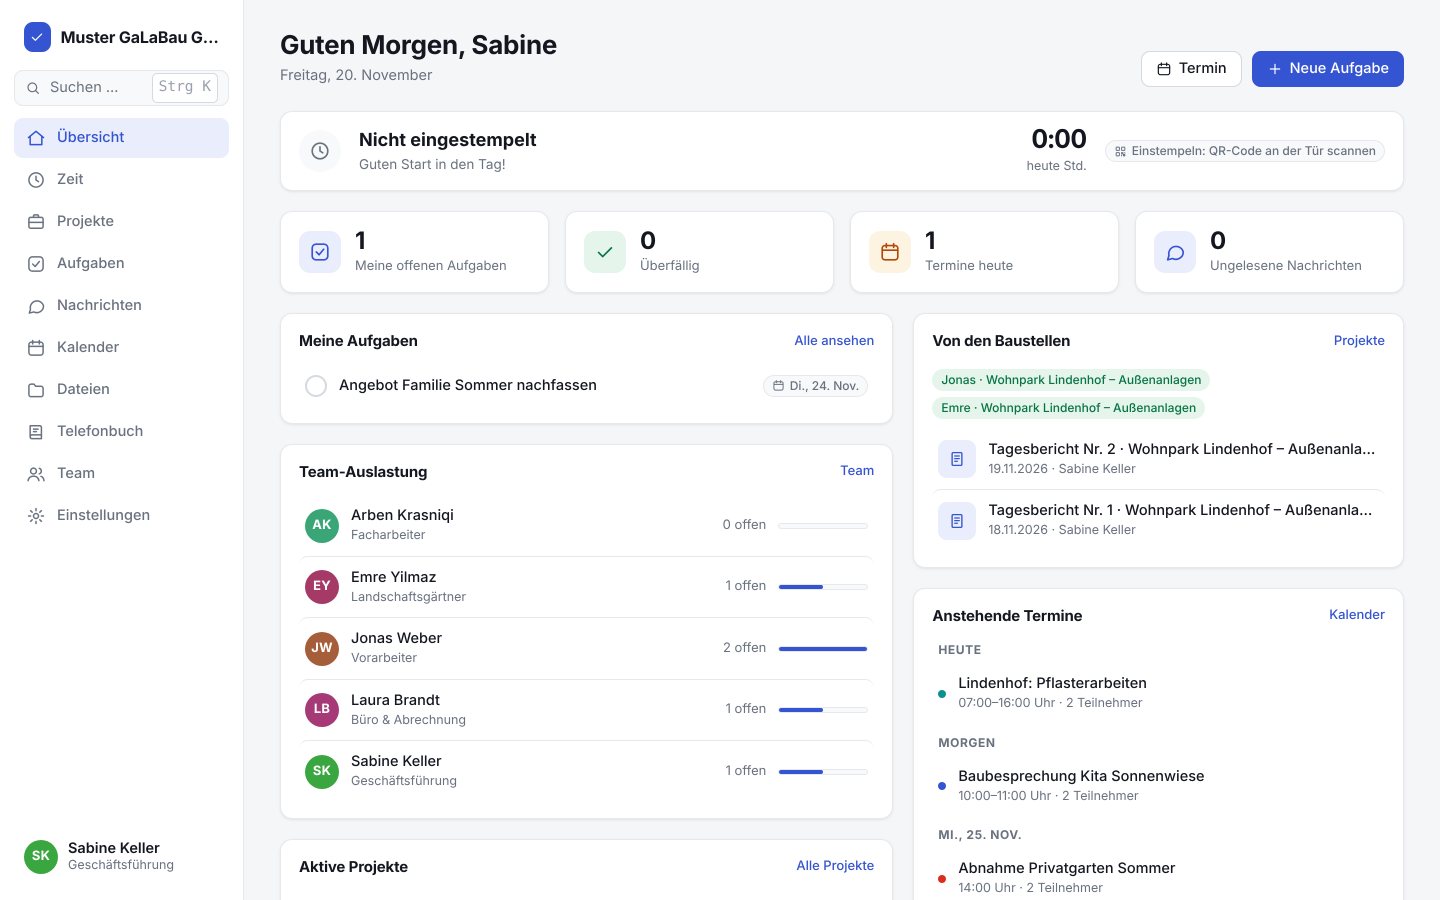 Muster GaLaBau G...
Suchen ...
Strg K
Übersicht
Zeit
Projekte
Aufgaben
Nachrichten
Kalender
Dateien
Telefonbuch
Team
Einstellungen
SK
Sabine Keller
Geschäftsführung
Guten Morgen, Sabine
Freitag, 20. November
Termin
Neue Aufgabe
Nicht eingestempelt
Guten Start in den Tag!
0:00
heute Std.
Einstempeln: QR-Code an der Tür scannen
1
Meine offenen Aufgaben
0
Überfällig
1
Termine heute
0
Ungelesene Nachrichten
Meine Aufgaben
Alle ansehen
Angebot Familie Sommer nachfassen
Di., 24. Nov.
Team-Auslastung
Team
AK
Arben Krasniqi
Facharbeiter
0 offen
EY
Emre Yilmaz
Landschaftsgärtner
1 offen
JW
Jonas Weber
Vorarbeiter
2 offen
LB
Laura Brandt
Büro & Abrechnung
1 offen
SK
Sabine Keller
Geschäftsführung
1 offen
Aktive Projekte
Alle Projekte
Von den Baustellen
Projekte
Jonas · Wohnpark Lindenhof – Außenanlagen
Emre · Wohnpark Lindenhof – Außenanlagen
Tagesbericht Nr. 2 · Wohnpark Lindenhof – Außenanla...
19.11.2026 · Sabine Keller
Tagesbericht Nr. 1 · Wohnpark Lindenhof – Außenanla...
18.11.2026 · Sabine Keller
Anstehende Termine
Kalender
HEUTE
Lindenhof: Pflasterarbeiten
07:00–16:00 Uhr · 2 Teilnehmer
MORGEN
Baubesprechung Kita Sonnenwiese
10:00–11:00 Uhr · 2 Teilnehmer
MI., 25. NOV.
Abnahme Privatgarten Sommer
14:00 Uhr · 2 Teilnehmer